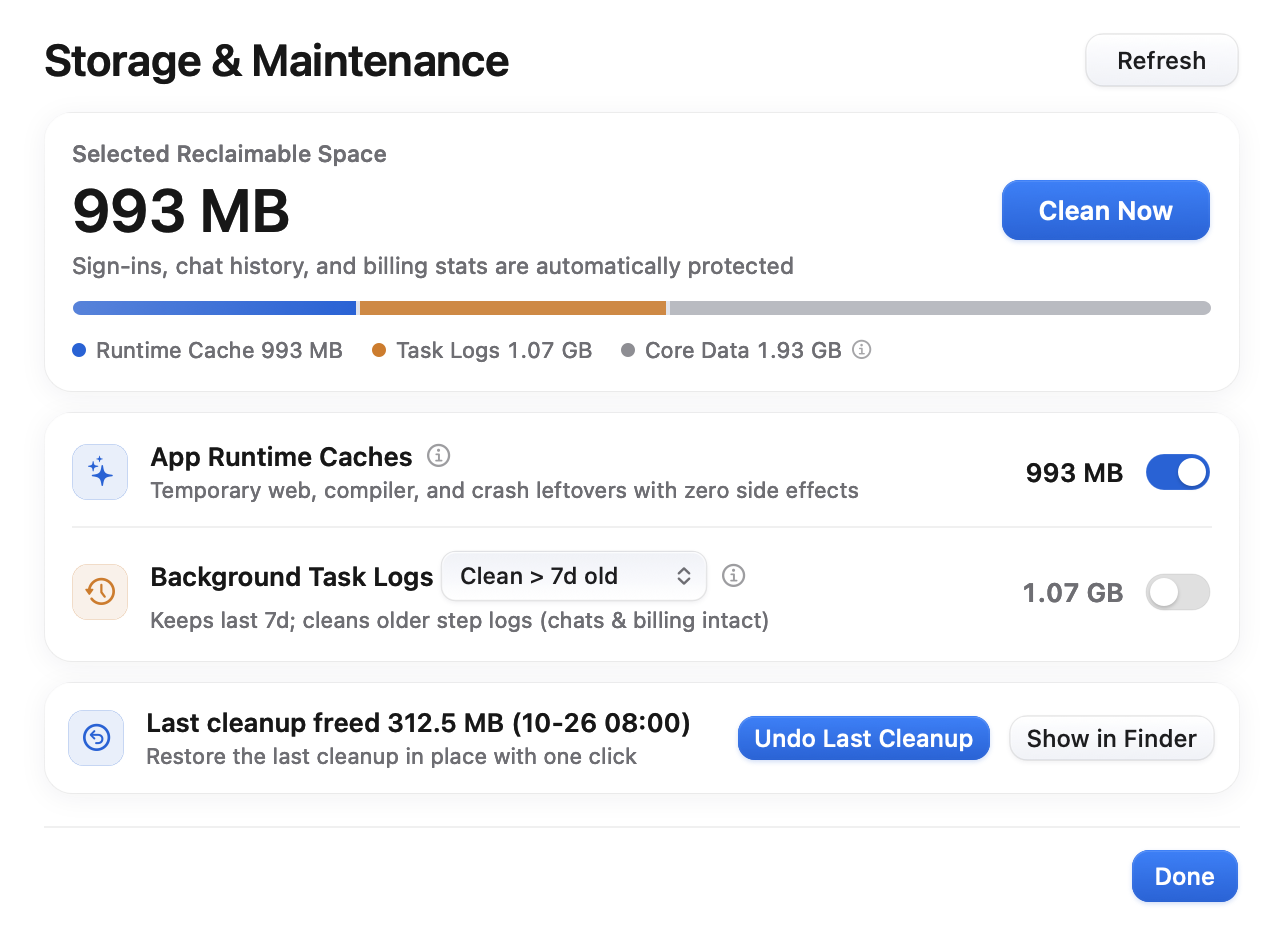 Storage & Maintenance
Refresh
Selected Reclaimable Space
993 MB
Clean Now
Sign-ins, chat history, and billing stats are automatically protected
Runtime Cache 993 MB
Task Logs 1.07 GB
Core Data 1.93 GB
App Runtime Caches
Temporary web, compiler, and crash leftovers with zero side effects
993 MB
Background Task Logs
Clean > 7d old
Keeps last 7d; cleans older step logs (chats & billing intact)
1.07 GB
Last cleanup freed 312.5 MB (10-26 08:00)
Restore the last cleanup in place with one click
Undo Last Cleanup
Show in Finder
Done